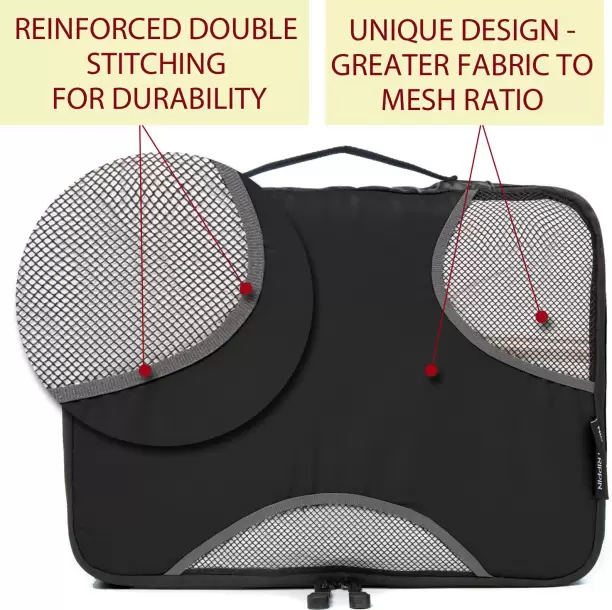 REINFORCED DOUBLE
STITCHING
FOR DURABILITY
UNIQUE DESIGN -
GREATER FABRIC TO
MESH RATIO